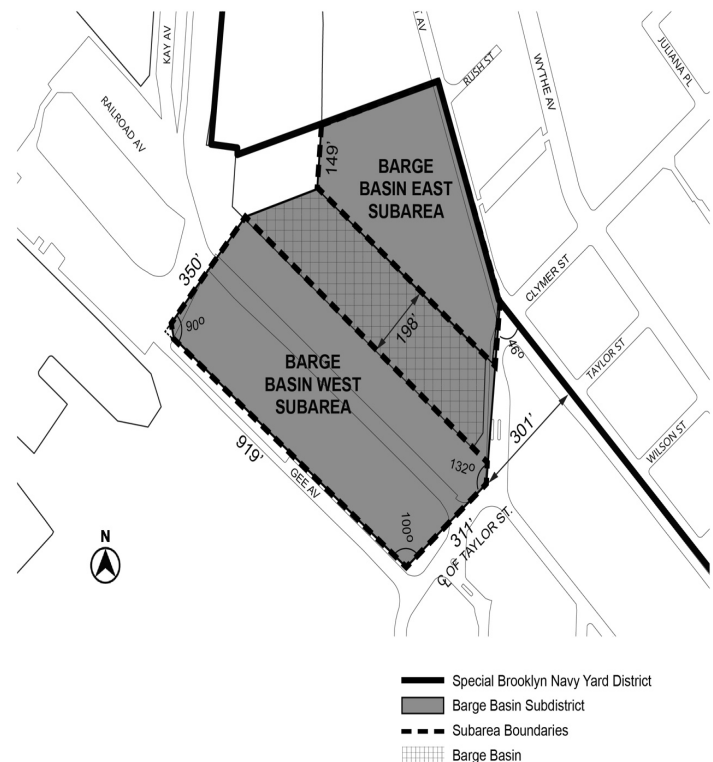 KAY AV
RAILROAD AV
AV
RUSH ST
WYTHE AV
JULIANA PL
149'
BARGE
BASIN EAST
SUBAREA
350'
90º
198'
CLYMER ST
46º
TAYLOR ST
BARGE
BASIN WEST
SUBAREA
301'
WILSON ST
919'
GEE AV
132º
100º
311'
℄ OF TAYLOR ST.
N
Special Brooklyn Navy Yard District
Barge Basin Subdistrict
Subarea Boundaries
Barge Basin